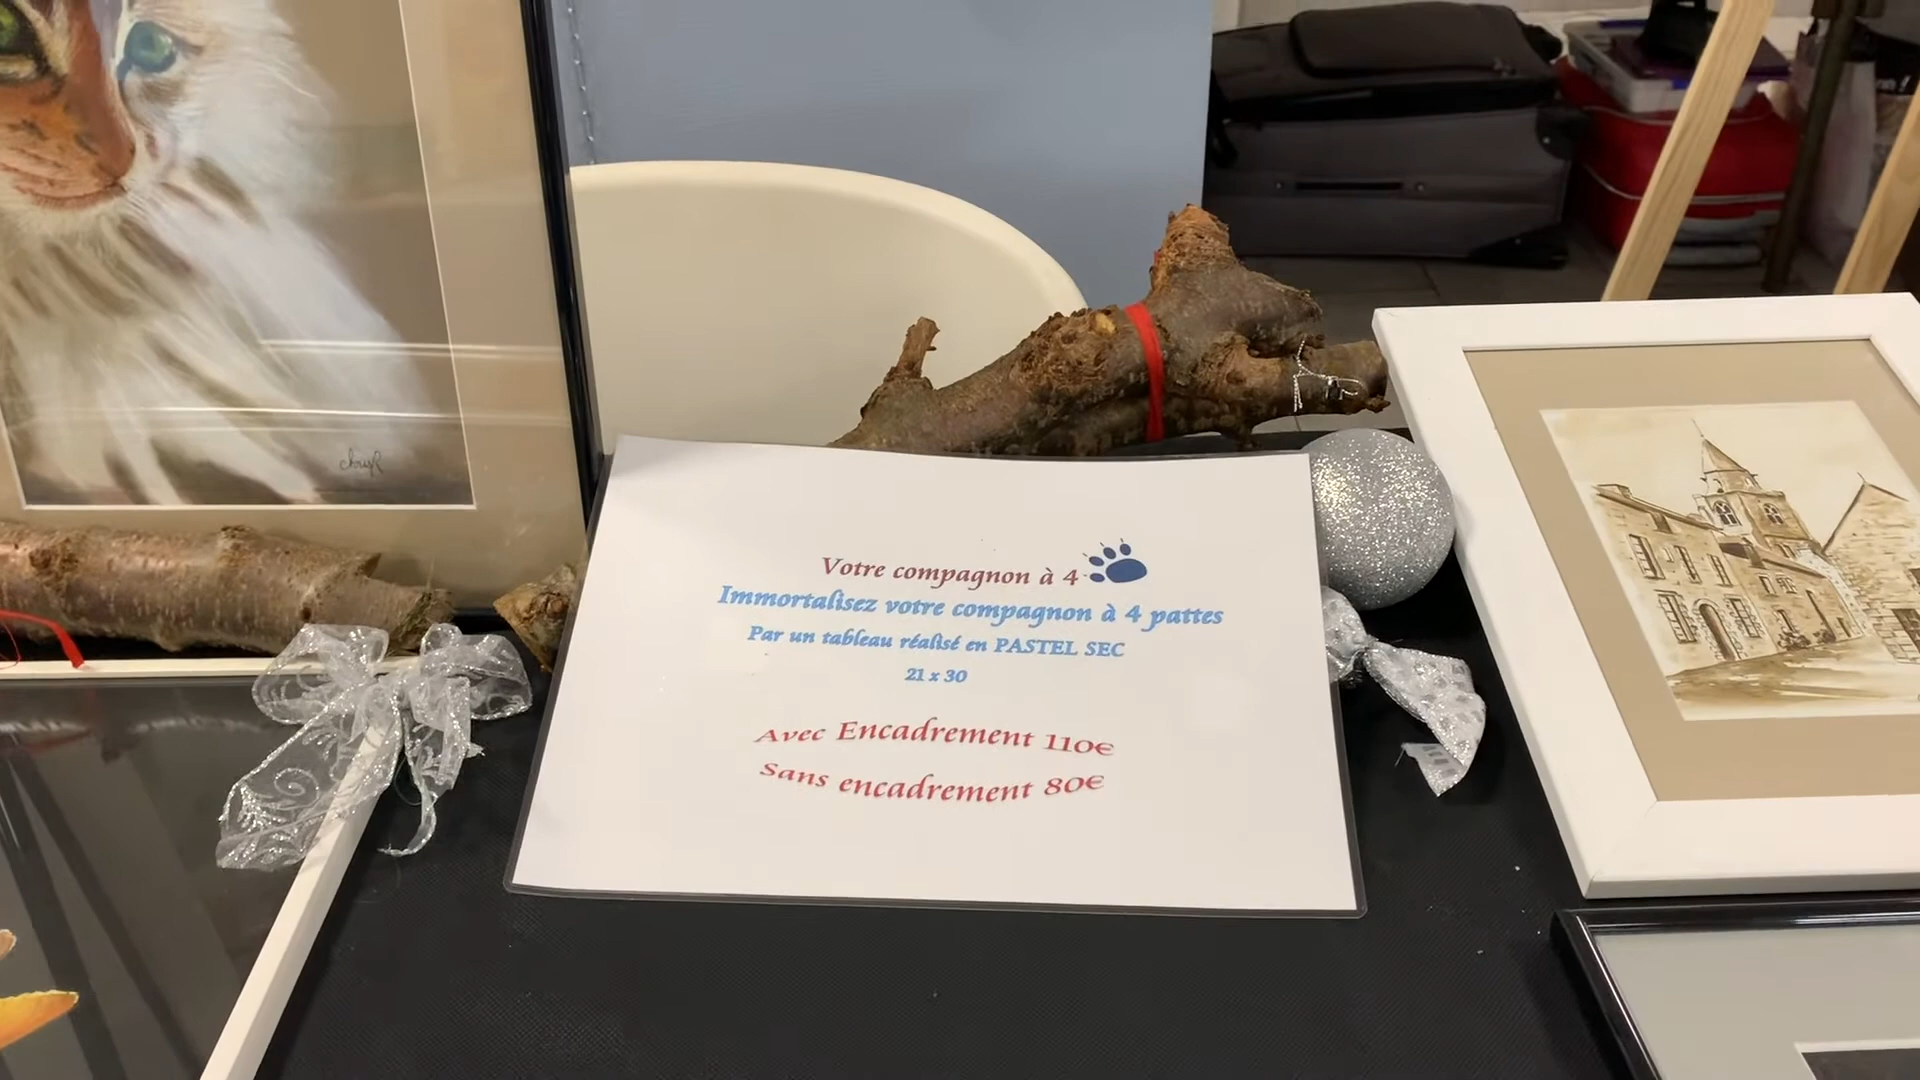 Votre compagnon à 4
Immortalisez votre compagnon à 4 pattes
Par un tableau réalisé en PASTEL SEC
21 x 30
Avec Encadrement 110€
Sans encadrement 80€